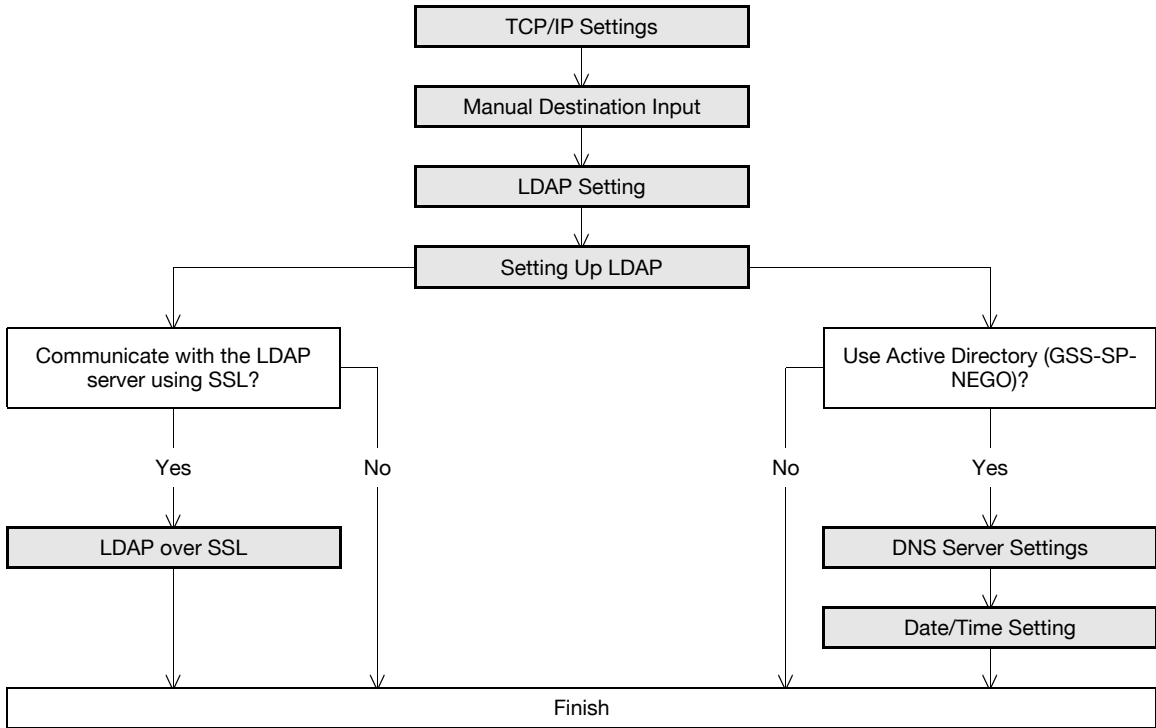 TCP/IP Settings
Manual Destination Input
LDAP Setting
Setting Up LDAP
Communicate with the LDAP
server using SSL?
Use Active Directory (GSS-SP-
NEGO)?
Yes
No
No
Yes
LDAP over SSL
DNS Server Settings
Date/Time Setting
Finish